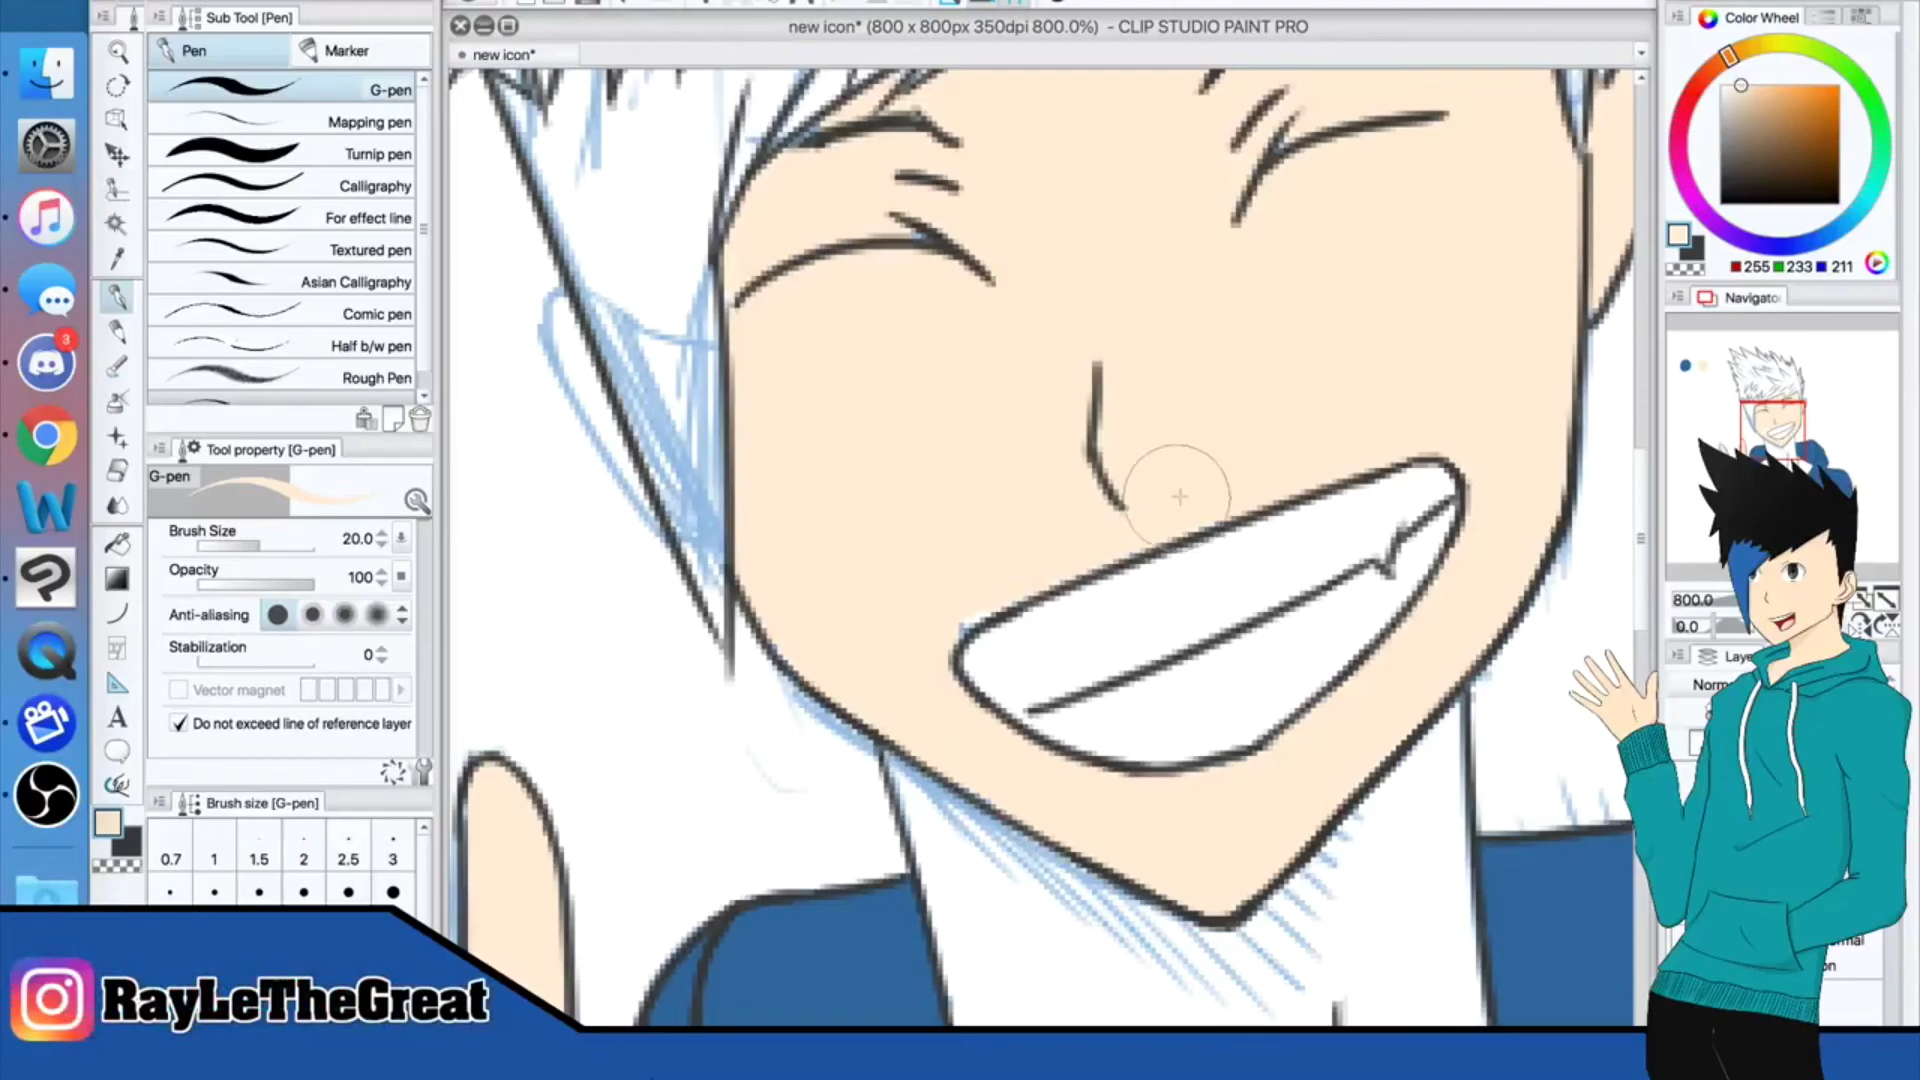 Sub Tool [Pen]
Pen
Marker
G-pen
Mapping pen
Turnip pen
Calligraphy
For effect line
Textured pen
Asian Calligraphy
Comic pen
Half b/w pen
Rough Pen
Tool property [G-pen]
G-pen
Brush Size 20.0
Opacity 100
Anti-aliasing
Stabilization 0
Vector magnet
Do not exceed line of reference layer
Brush size [G-pen]
0.7 1 1.5 2 2.5 3
3
new icon* (800 x 800px 350dpi 800.0%) - CLIP STUDIO PAINT PRO
new icon*
Color Wheel
255 233 211
Navigator
800.0
0.0
RayLeTheGreat